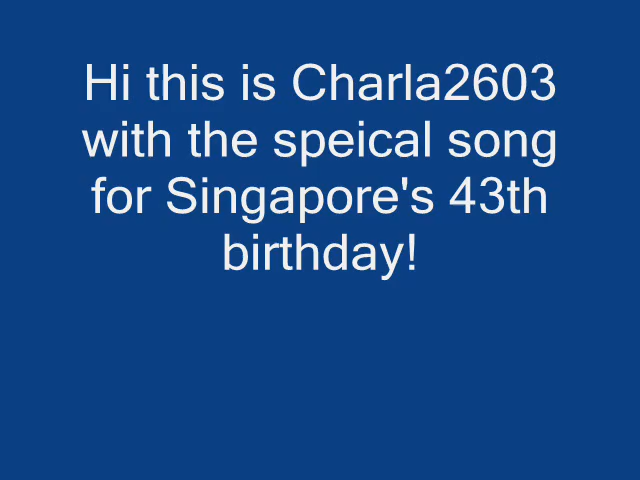 Hi this is Charla2603
with the speical song
for Singapore's 43th
birthday!